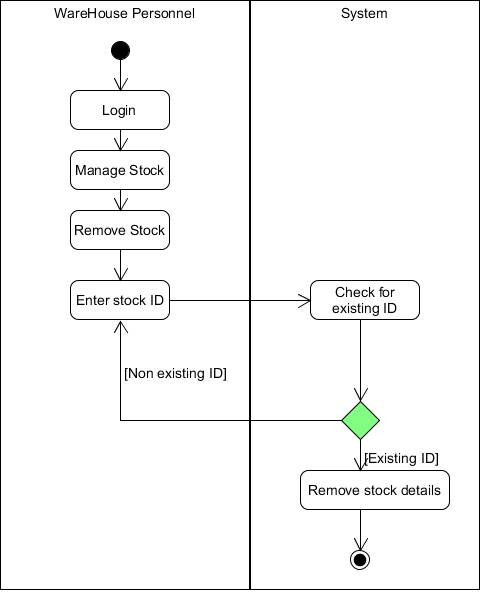 WareHouse Personnel
System
Login
Manage Stock
Remove Stock
Enter stock ID
Check for
existing ID
[Non existing ID]
[Existing ID]
Remove stock details